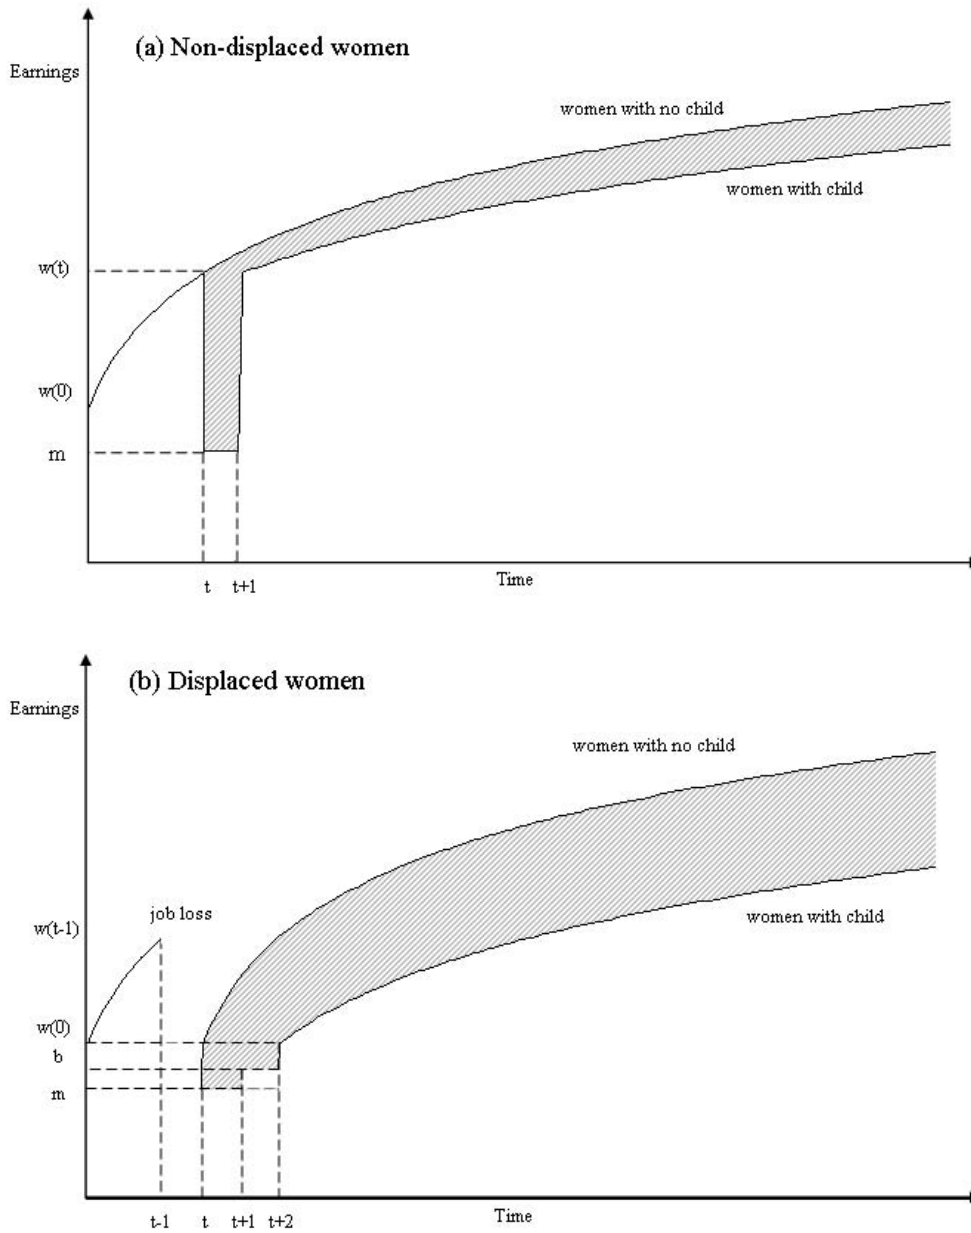 (a) Non-displaced women
Earnings
women with no child
women with child
w(t)
w(0)
m
t t+1
Time
(b) Displaced women
Earnings
women with no child
job loss
women with child
w(t-1)
w(0)
b
m
t-1 t t+1 t+2
Time